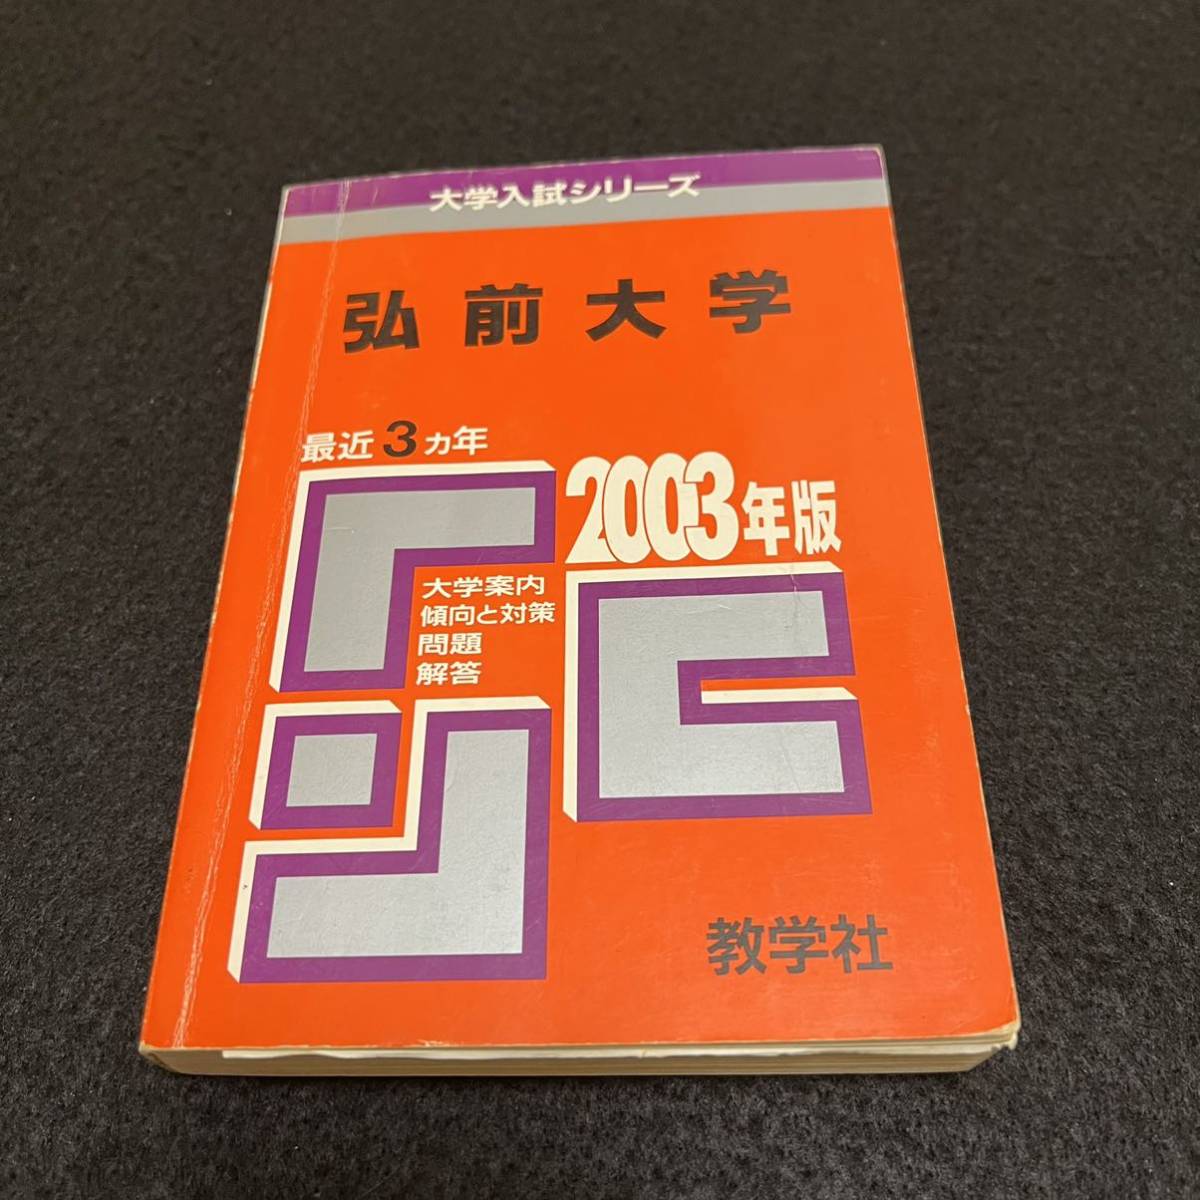 大学入試シリーズ
弘前大学
最近3ヵ年
2003年版
大学案内
傾向と対策
問題
解答
教学社